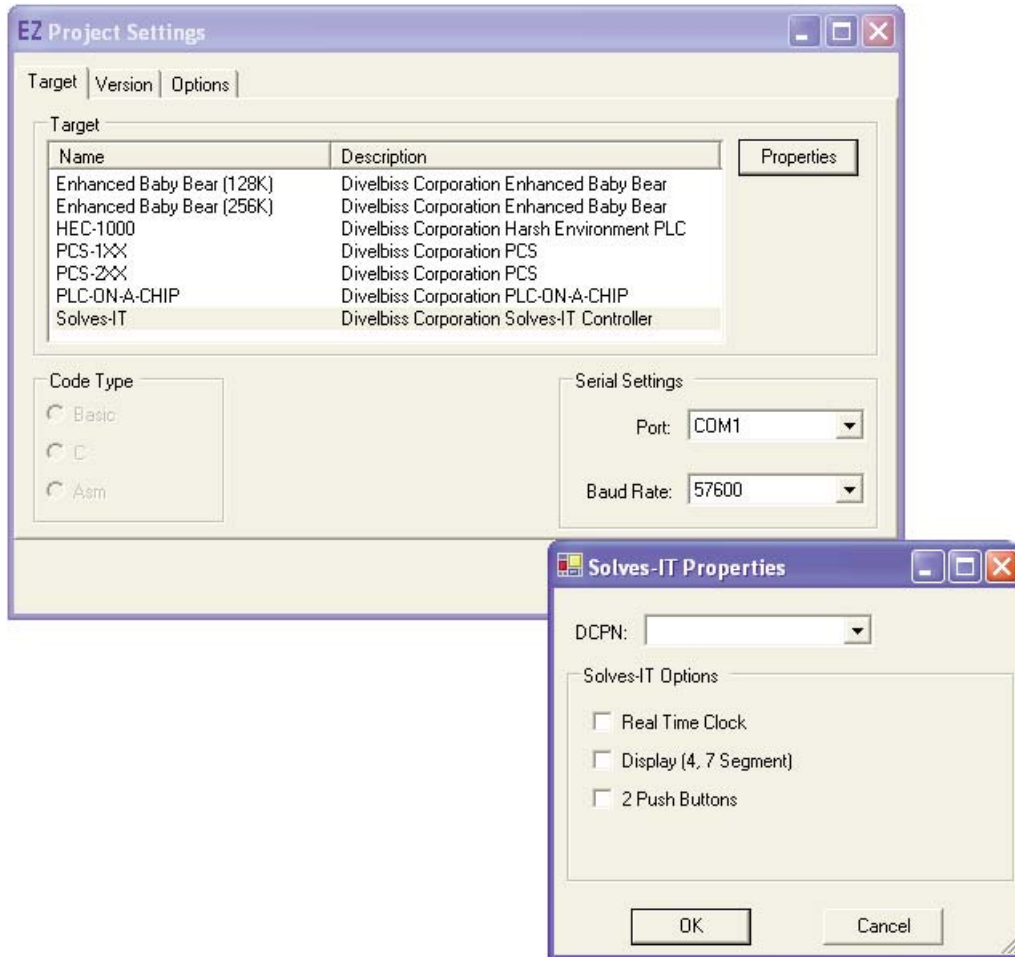 EZ Project Settings
Target Version Options
Target
Name Description
Enhanced Baby Bear (128K) Divelbiss Corporation Enhanced Baby Bear
Enhanced Baby Bear (256K) Divelbiss Corporation Enhanced Baby Bear
HEC-1000 Divelbiss Corporation Harsh Environment PLC
PCS-1XX Divelbiss Corporation PCS
PCS-2XX Divelbiss Corporation PCS
PLC-ON-A-CHIP Divelbiss Corporation PLC-ON-A-CHIP
Solves-IT Divelbiss Corporation Solves-IT Controller
Properties
Code Type
Basic
C
Asm
Serial Settings
Port: COM1
Baud Rate: 57600
Solves-IT Properties
DCPN:
Solves-IT Options
Real Time Clock
Display (4, 7 Segment)
2 Push Buttons
OK Cancel